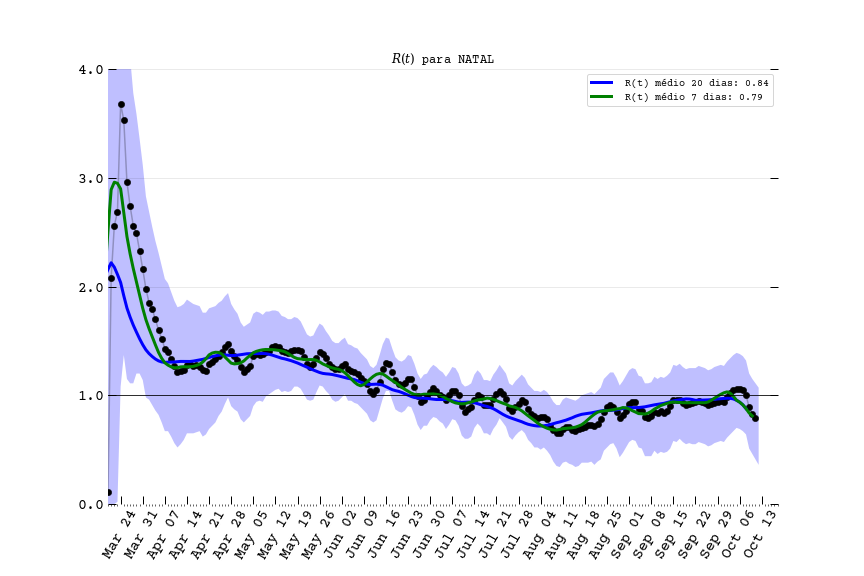 R(t) para NATAL
R(t) médio 20 dias: 0.84
R(t) médio 7 dias: 0.79
4.0
3.0
2.0
1.0
0.0
Mar 24
Mar 31
Apr 07
Apr 14
Apr 21
Apr 28
May 05
May 12
May 19
May 26
Jun 02
Jun 09
Jun 16
Jun 23
Jun 30
Jul 07
Jul 14
Jul 21
Jul 28
Aug 04
Aug 11
Aug 18
Aug 25
Sep 01
Sep 08
Sep 15
Sep 22
Sep 29
Oct 06
Oct 13